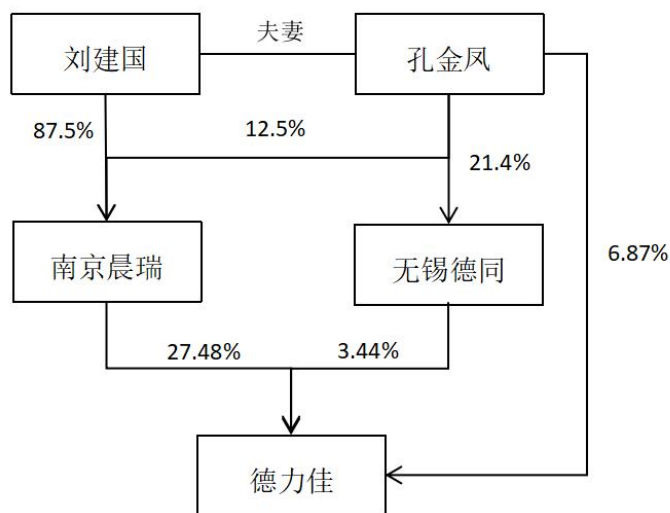 夫妻
刘建国
孔金凤
87.5%
12.5%
21.4%
南京晨瑞
无锡德同
6.87%
27.48%
3.44%
德力佳